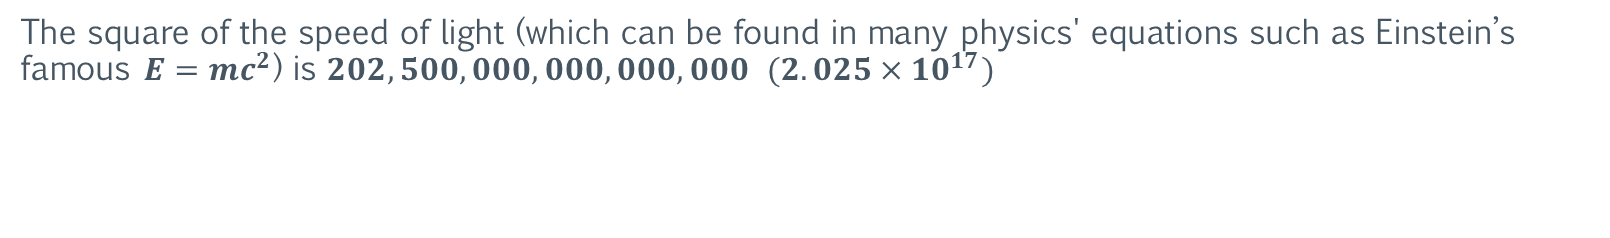 The square of the speed of light (which can be found in many physics' equations such as Einstein’s
famous E = mc² ) is 202,500,000,000,000,000 (2.025 × 10¹⁷)